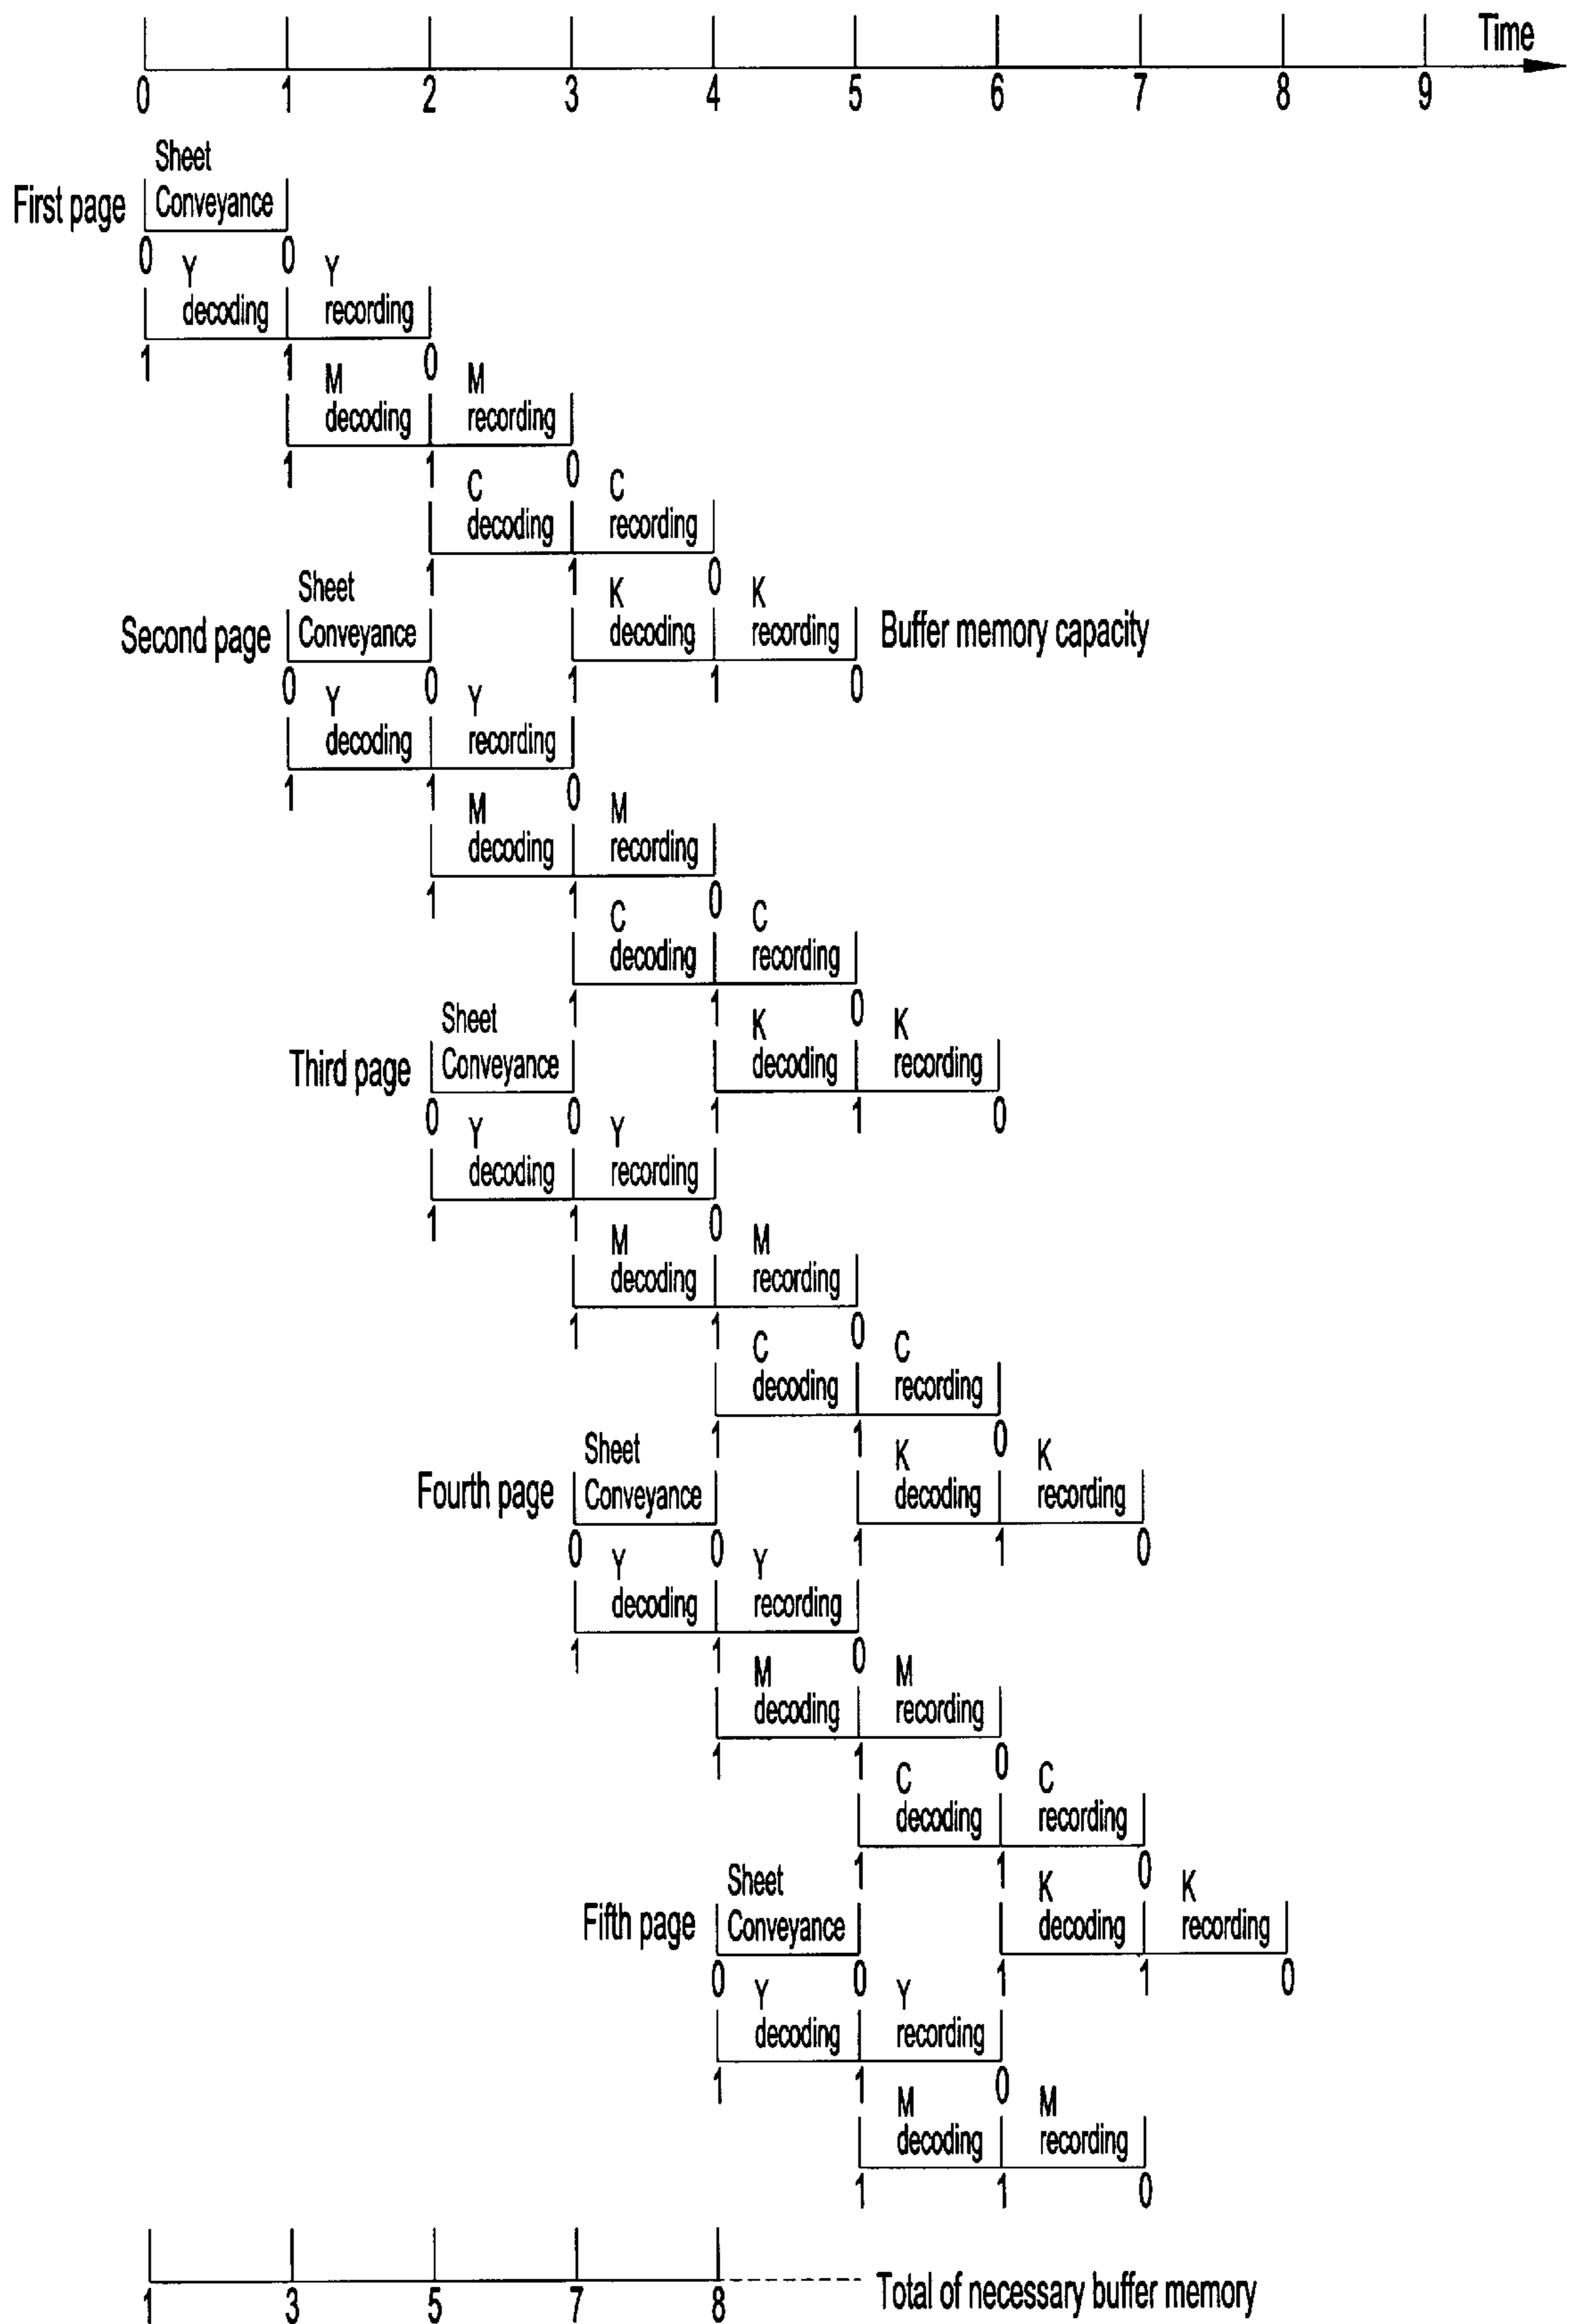 Time
0 1 2 3 4 5 6 7 8 9
Sheet
First page Conveyance
0 0
Y Y
decoding recording
1 1 0
M M
decoding recording
1 1 0
C C
decoding recording
1 1 0
Sheet K K
Second page Conveyance decoding recording Buffer memory capacity
0 0 1 1 0
Y Y
decoding recording
1 1 0
M M
decoding recording
1 1 0
C C
decoding recording
1 1 0
Sheet K K
Third page Conveyance decoding recording
0 0 1 1 0
Y Y
decoding recording
1 1 0
M M
decoding recording
1 1 0
C C
decoding recording
1 1 0
Sheet K K
Fourth page Conveyance decoding recording
0 0 1 1 0
Y Y
decoding recording
1 1 0
M M
decoding recording
1 1 0
C C
decoding recording
1 1 0
Sheet K K
Fifth page Conveyance decoding recording
0 0 1 1 0
Y Y
decoding recording
1 1 0
M M
decoding recording
1 1 0
Total of necessary buffer memory
1 3 5 7 8